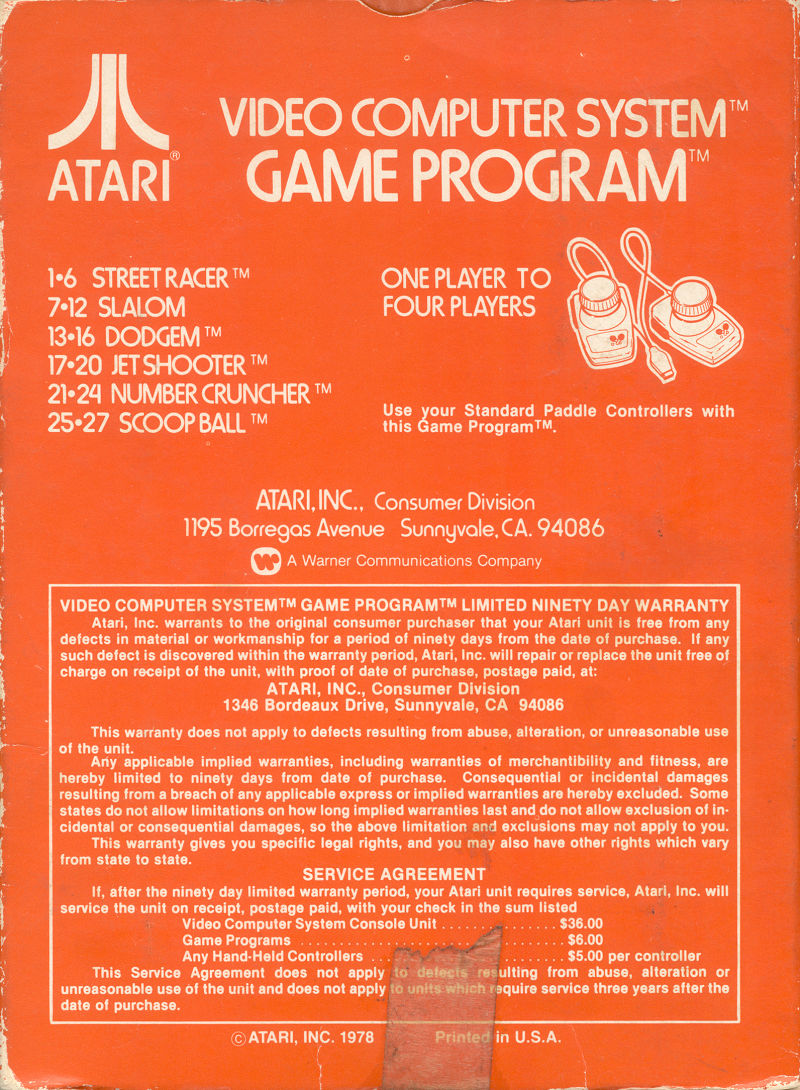 VIDEO COMPUTER SYSTEM™
ATARI® GAME PROGRAM™
1•6 STREET RACER™
7•12 SLALOM
13•16 DODGEM™
17•20 JET SHOOTER™
21•24 NUMBER CRUNCHER™
25•27 SCOOP BALL™
ONE PLAYER TO
FOUR PLAYERS
Use your Standard Paddle Controllers with
this Game Program™.
ATARI, INC., Consumer Division
1195 Borregas Avenue Sunnyvale, CA. 94086
A Warner Communications Company
VIDEO COMPUTER SYSTEM™ GAME PROGRAM™ LIMITED NINETY DAY WARRANTY
Atari, Inc. warrants to the original consumer purchaser that your Atari unit is free from any
defects in material or workmanship for a period of ninety days from the date of purchase. If any
such defect is discovered within the warranty period, Atari, Inc. will repair or replace the unit free of
charge on receipt of the unit, with proof of date of purchase, postage paid, at:
ATARI, INC., Consumer Division
1346 Bordeaux Drive, Sunnyvale, CA 94086
This warranty does not apply to defects resulting from abuse, alteration, or unreasonable use
of the unit.
Any applicable implied warranties, including warranties of merchantibility and fitness, are
hereby limited to ninety days from date of purchase. Consequential or incidental damages
resulting from a breach of any applicable express or implied warranties are hereby excluded. Some
states do not allow limitations on how long implied warranties last and do not allow exclusion of in-
cidental or consequential damages, so the above limitation and exclusions may not apply to you.
This warranty gives you specific legal rights, and you may also have other rights which vary
from state to state.
SERVICE AGREEMENT
If, after the ninety day limited warranty period, your Atari unit requires service, Atari, Inc. will
service the unit on receipt, postage paid, with your check in the sum listed
Video Computer System Console Unit . . . . . . . . . . . . . . . $36.00
Game Programs . . . . . . . . . . . . . . . . . . . . . . . . . . . . . . . $6.00
Any Hand-Held Controllers . . . . . . . . . . . . . . . . . . . . . . . $5.00 per controller
This Service Agreement does not apply to defects resulting from abuse, alteration or
unreasonable use of the unit and does not apply to units which require service three years after the
date of purchase.
© ATARI, INC. 1978 Printed in U.S.A.